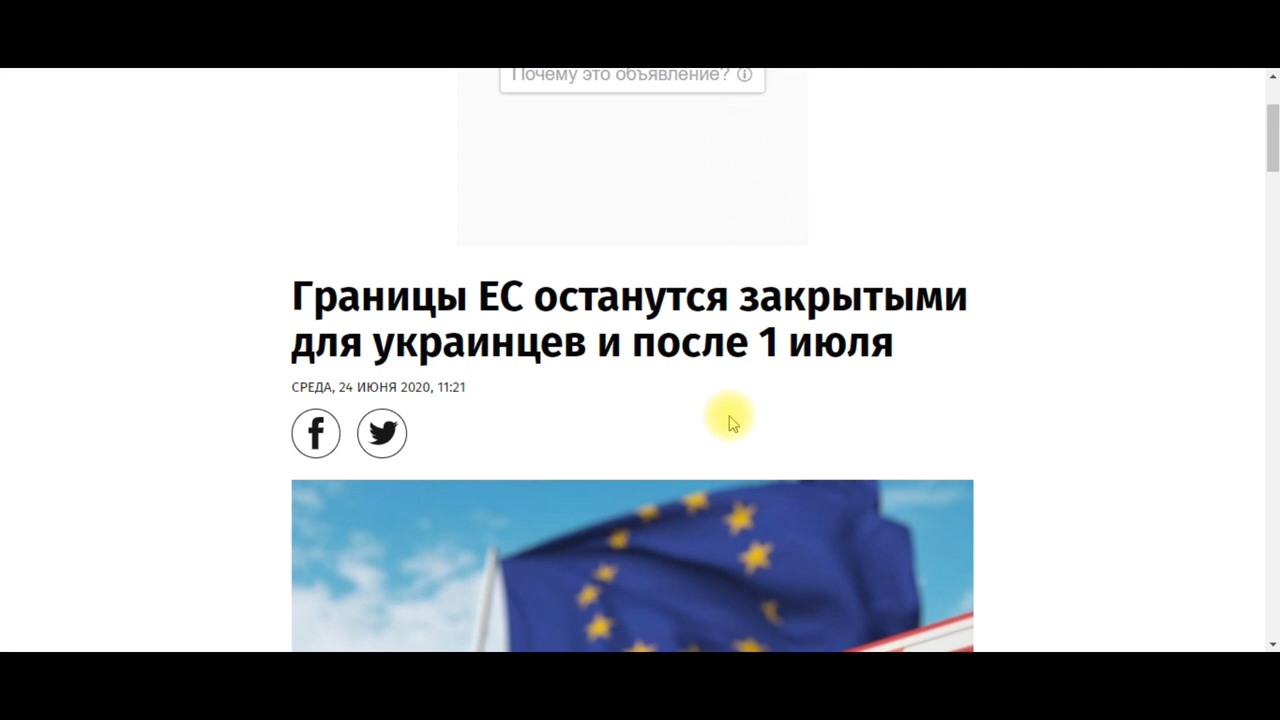 Почему это объявление?
Границы ЕС останутся закрытыми
для украинцев и после 1 июля
СРЕДА, 24 ИЮНЯ 2020, 11:21